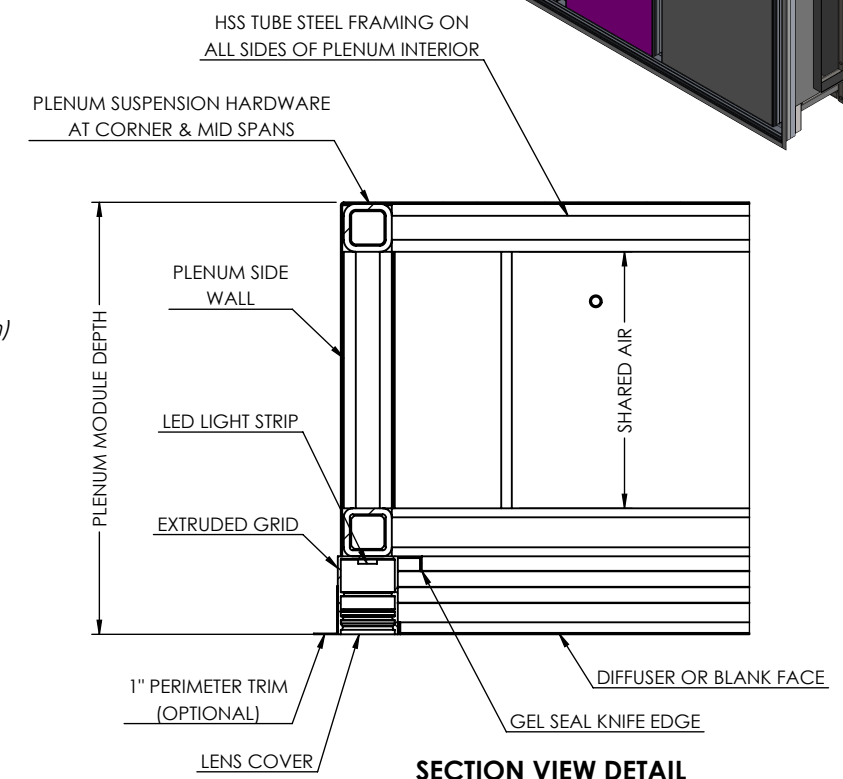 HSS TUBE STEEL FRAMING ON
ALL SIDES OF PLENUM INTERIOR
PLENUM SUSPENSION HARDWARE
AT CORNER & MID SPANS
PLENUM SIDE
WALL
PLENUM MODULE DEPTH
SHARED AIR
LED LIGHT STRIP
EXTRUDED GRID
1" PERIMETER TRIM
(OPTIONAL)
LENS COVER
DIFFUSER OR BLANK FACE
GEL SEAL KNIFE EDGE
SECTION VIEW DETAIL